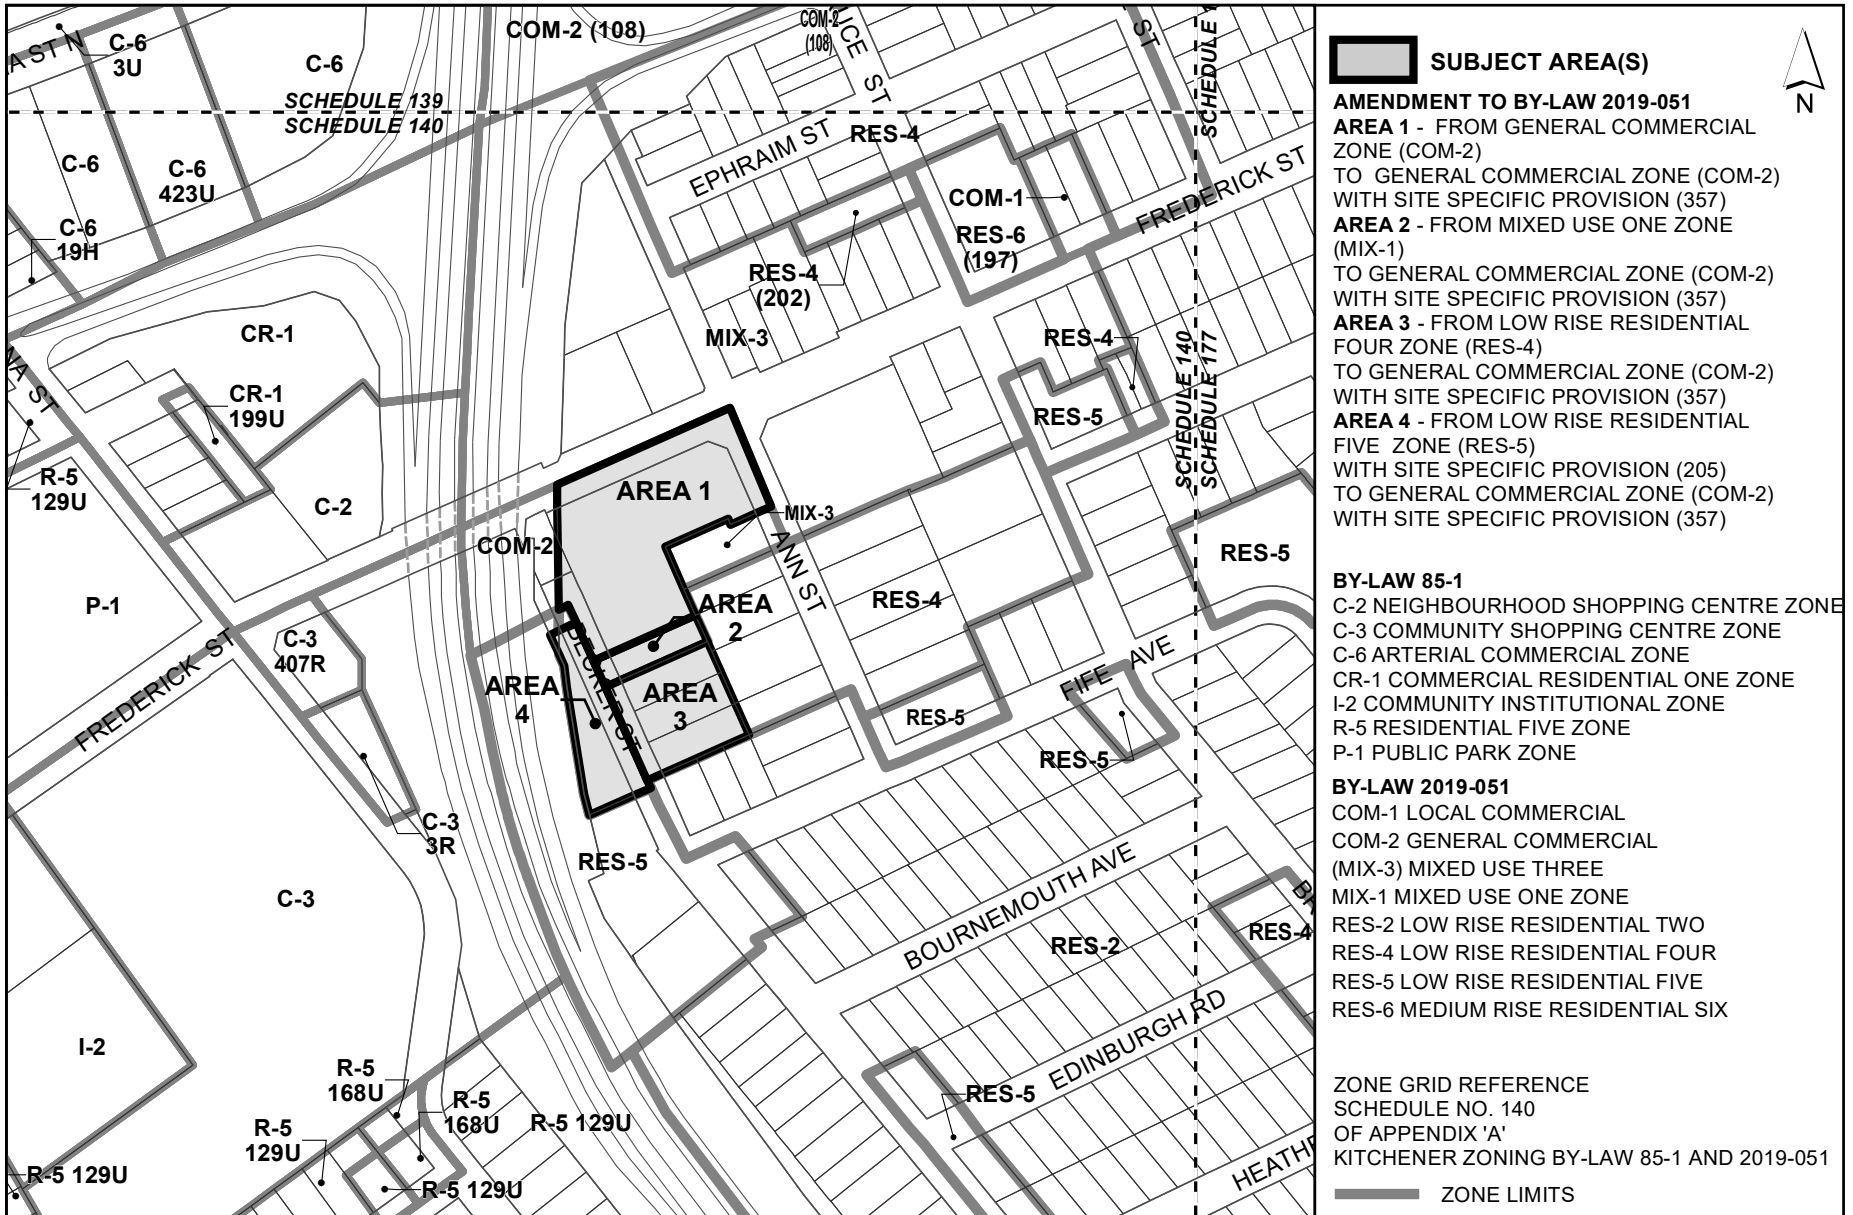 COM-2 (108)
COM-2
(108)
C-6
3U
C-6
SCHEDULE 139
SCHEDULE 140
C-6
C-6
423U
C-6
19H
EPHRAIM ST
RES-4
ST
FREDERICK ST
COM-1
RES-6
(197)
RES-4
(202)
MIX-3
CR-1
CR-1
199U
RES-4
RES-5
SCHEDULE 140
SCHEDULE 177
R-5
129U
C-2
AREA 1
MIX-3
COM-2
ANN ST
RES-5
P-1
RES-4
AREA
2
C-3
407R
FREDERICK ST
AREA
4
AREA
3
FIFE AVE
RES-5
RES-5
C-3
3R
RES-5
C-3
BOURNEMOUTH AVE
RES-2
RES-4
EDINBURGH RD
I-2
R-5
168U
R-5
168U
R-5 129U
R-5
129U
RES-5
R-5 129U
R-5 129U
SUBJECT AREA(S)
N
AMENDMENT TO BY-LAW 2019-051
AREA 1 - FROM GENERAL COMMERCIAL
ZONE (COM-2)
TO GENERAL COMMERCIAL ZONE (COM-2)
WITH SITE SPECIFIC PROVISION (357)
AREA 2 - FROM MIXED USE ONE ZONE
(MIX-1)
TO GENERAL COMMERCIAL ZONE (COM-2)
WITH SITE SPECIFIC PROVISION (357)
AREA 3 - FROM LOW RISE RESIDENTIAL
FOUR ZONE (RES-4)
TO GENERAL COMMERCIAL ZONE (COM-2)
WITH SITE SPECIFIC PROVISION (357)
AREA 4 - FROM LOW RISE RESIDENTIAL
FIVE ZONE (RES-5)
WITH SITE SPECIFIC PROVISION (205)
TO GENERAL COMMERCIAL ZONE (COM-2)
WITH SITE SPECIFIC PROVISION (357)
BY-LAW 85-1
C-2 NEIGHBOURHOOD SHOPPING CENTRE ZONE
C-3 COMMUNITY SHOPPING CENTRE ZONE
C-6 ARTERIAL COMMERCIAL ZONE
CR-1 COMMERCIAL RESIDENTIAL ONE ZONE
I-2 COMMUNITY INSTITUTIONAL ZONE
R-5 RESIDENTIAL FIVE ZONE
P-1 PUBLIC PARK ZONE
BY-LAW 2019-051
COM-1 LOCAL COMMERCIAL
COM-2 GENERAL COMMERCIAL
(MIX-3) MIXED USE THREE
MIX-1 MIXED USE ONE ZONE
RES-2 LOW RISE RESIDENTIAL TWO
RES-4 LOW RISE RESIDENTIAL FOUR
RES-5 LOW RISE RESIDENTIAL FIVE
RES-6 MEDIUM RISE RESIDENTIAL SIX
ZONE GRID REFERENCE
SCHEDULE NO. 140
OF APPENDIX 'A'
KITCHENER ZONING BY-LAW 85-1 AND 2019-051
ZONE LIMITS